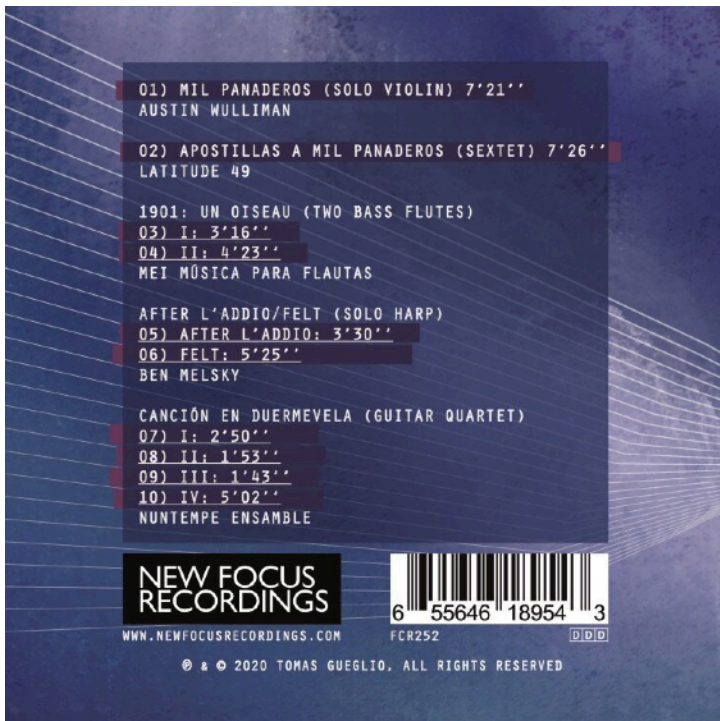 01) MIL PANADEROS (SOLO VIOLIN) 7'21''
AUSTIN WULLIMAN
02) APOSTILLAS A MIL PANADEROS (SEXTET) 7'26''
LATITUDE 49
1901: UN OISEAU (TWO BASS FLUTES)
03) I: 3'16''
04) II: 4'23''
MEI MÚSICA PARA FLAUTAS
AFTER L'ADDIO/FELT (SOLO HARP)
05) AFTER L'ADDIO: 3'30''
06) FELT: 5'25''
BEN MELSKY
CANCIÓN EN DUERMEVELA (GUITAR QUARTET)
07) I: 2'50''
08) II: 1'53''
09) III: 1'43''
10) IV: 5'02''
NUNTEMPE ENSAMBLE
NEW FOCUS
RECORDINGS
6 55646 18954 3
WWW.NEWFOCUSRECORDINGS.COM FCR252 DDD
℗ & © 2020 TOMAS GUEGLIO, ALL RIGHTS RESERVED